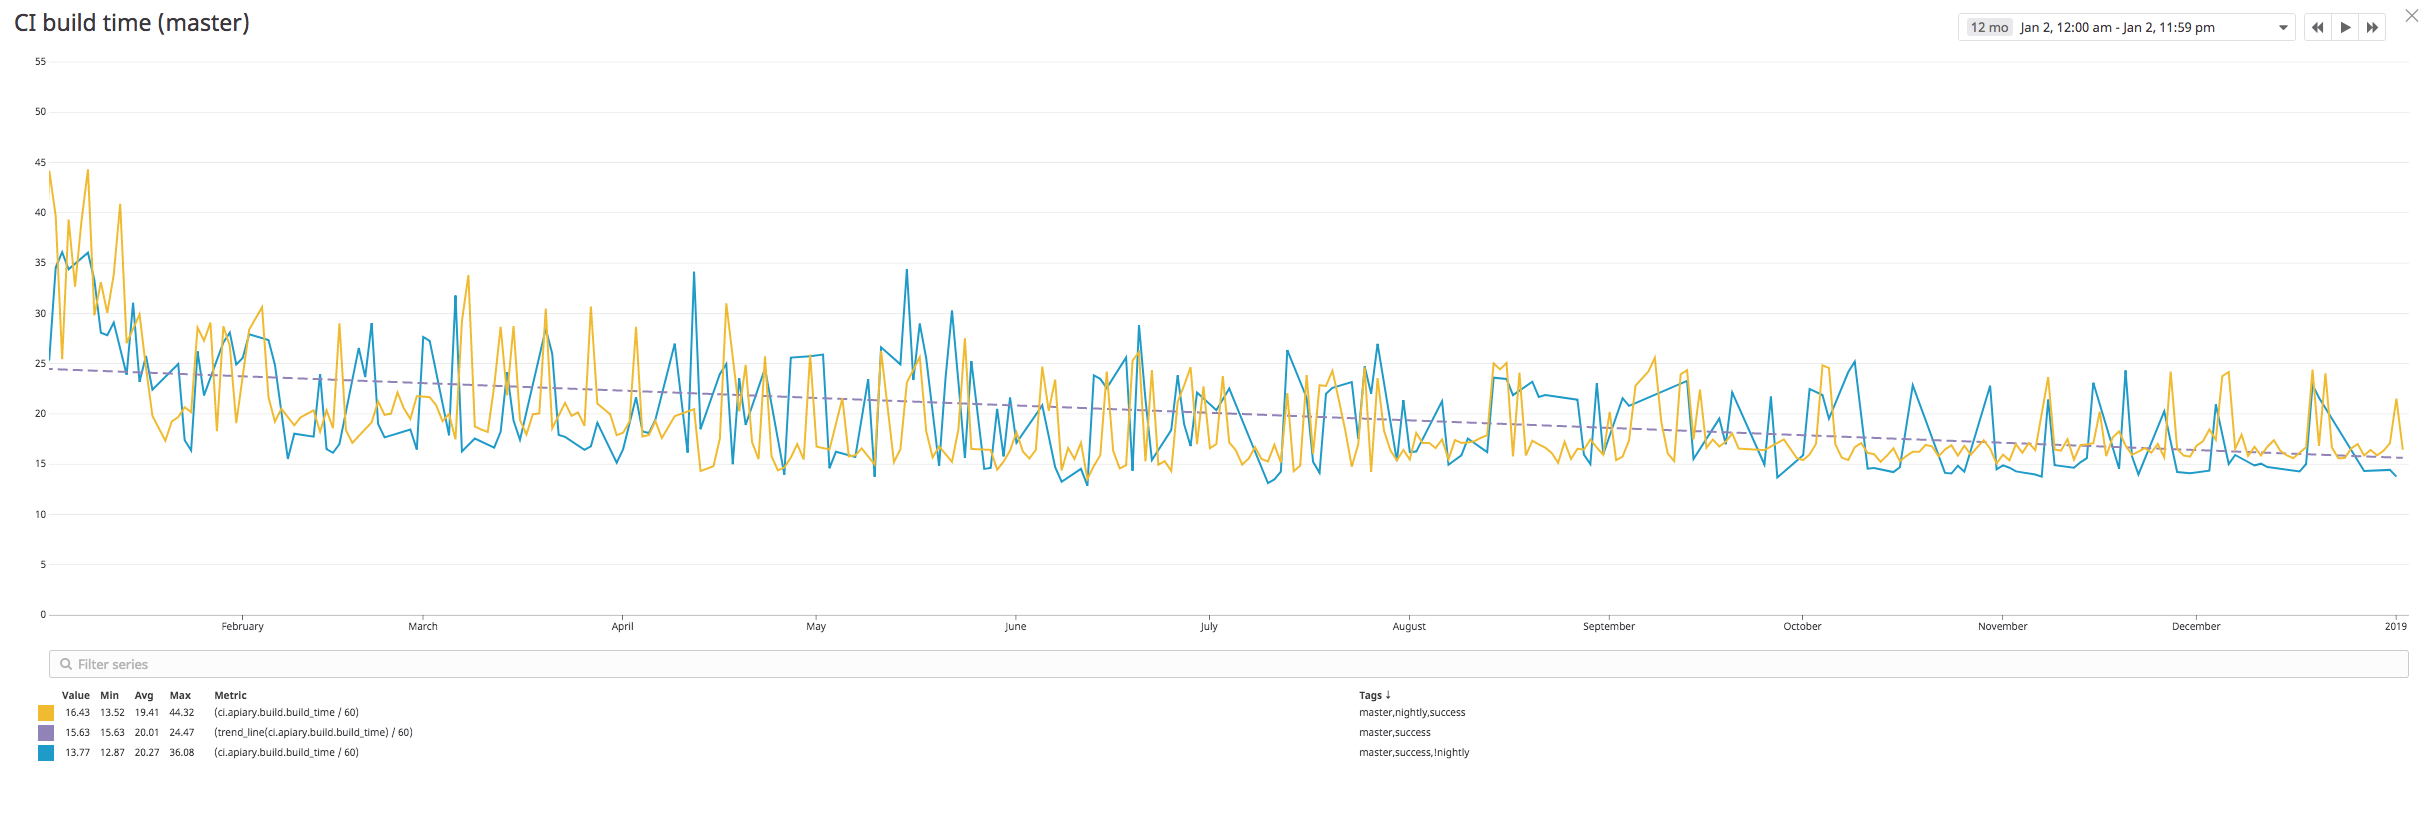 CI build time (master)
12 mo Jan 2, 12:00 am - Jan 2, 11:59 pm
55
50
45
40
35
30
25
20
15
10
5
0
February March April May June July August September October November December 2019
Filter series
Value Min Avg Max Metric Tags ↓
16.43 13.52 19.41 44.32 (ci.apiary.build.build_time / 60) master,nightly,success
15.63 15.63 20.01 24.47 (trend_line(ci.apiary.build.build_time) / 60) master,success
13.77 12.87 20.27 36.08 (ci.apiary.build.build_time / 60) master,success,!nightly